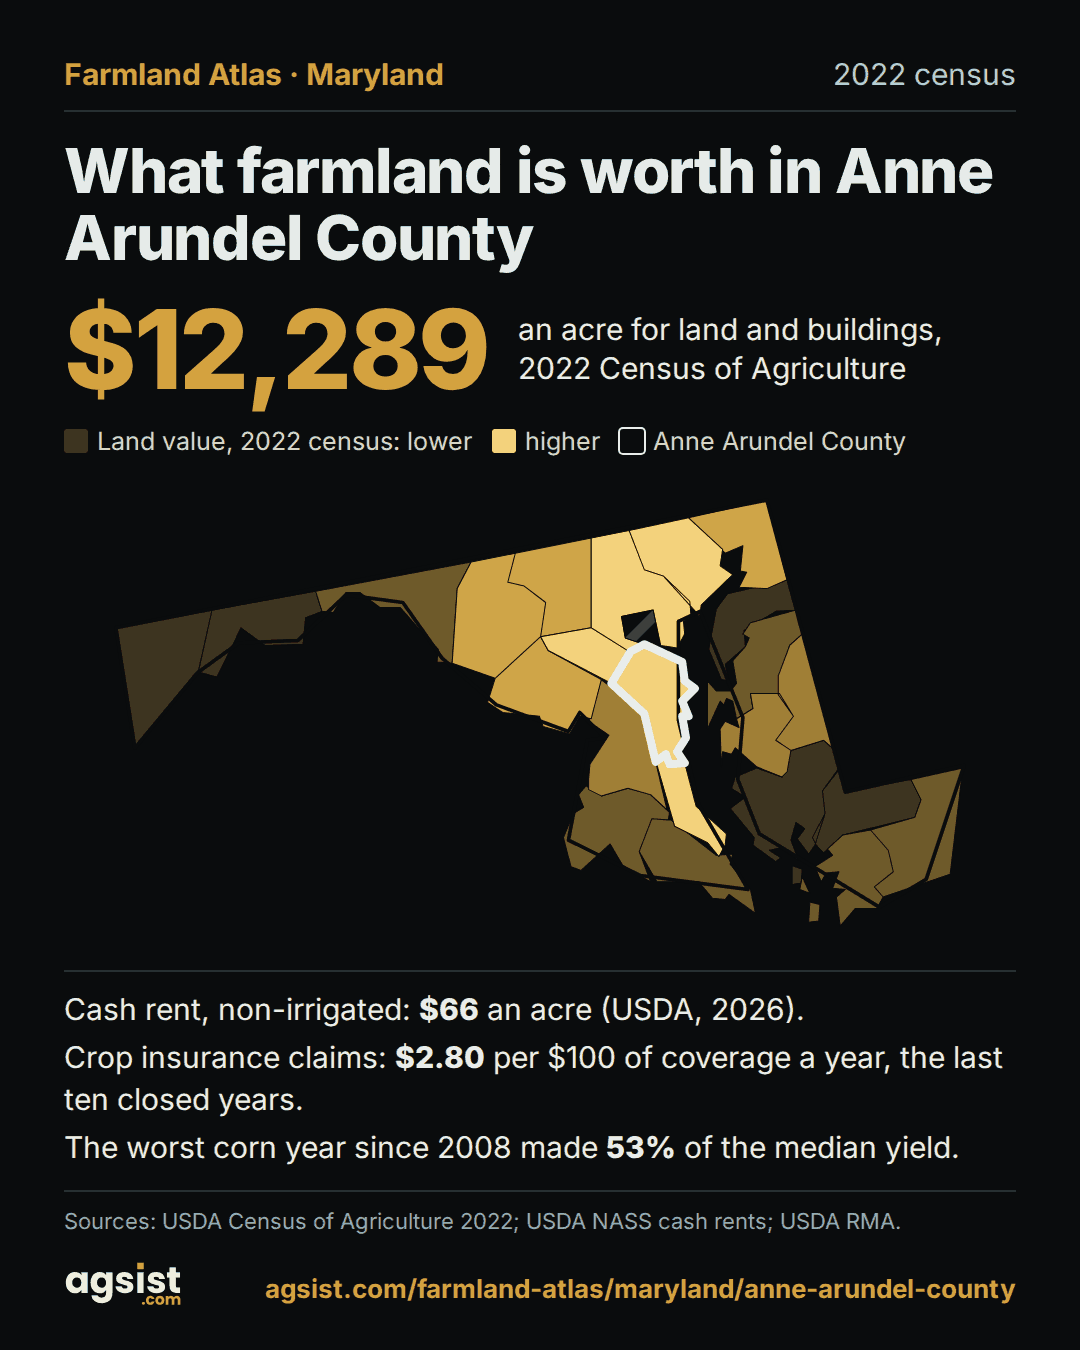 Farmland Atlas · Maryland
2022 census
What farmland is worth in Anne
Arundel County
$12,289
an acre for land and buildings,
2022 Census of Agriculture
Land value, 2022 census: lower
higher
Anne Arundel County
Cash rent, non-irrigated: $66 an acre (USDA, 2026).
Crop insurance claims: $2.80 per $100 of coverage a year, the last
ten closed years.
The worst corn year since 2008 made 53% of the median yield.
Sources: USDA Census of Agriculture 2022; USDA NASS cash rents; USDA RMA.
agsist
.com
agsist.com/farmland-atlas/maryland/anne-arundel-county